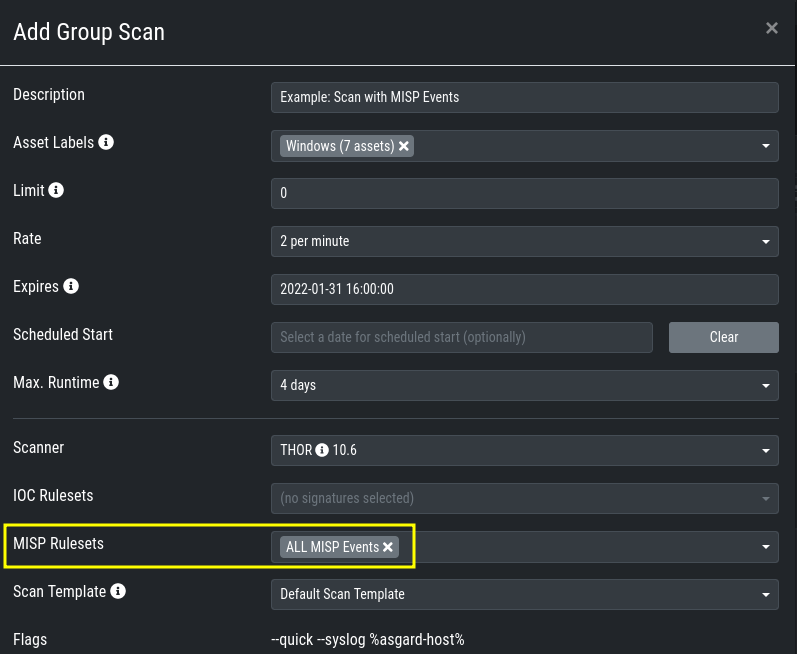 Add Group Scan
Description Example: Scan with MISP Events
Asset Labels Windows (7 assets)
Limit 0
Rate 2 per minute
Expires 2022-01-31 16:00:00
Scheduled Start Select a date for scheduled start (optionally) Clear
Max. Runtime 4 days
Scanner THOR 10.6
IOC Rulesets (no signatures selected)
MISP Rulesets ALL MISP Events
Scan Template Default Scan Template
Flags --quick --syslog %asgard-host%